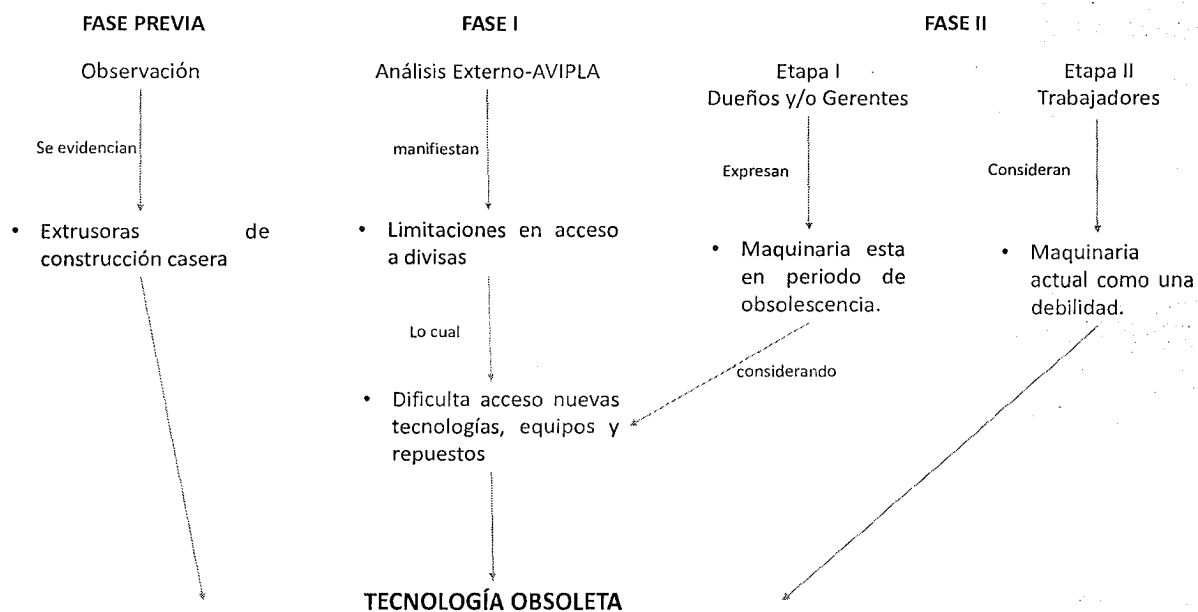 FASE PREVIA
Observación
Se evidencian
• Extrusoras de
construcción casera
FASE I
Análisis Externo-AVIPLA
manifiestan
• Limitaciones en acceso
a divisas
Lo cual
• Dificulta acceso nuevas
tecnologías, equipos y
repuestos
FASE II
Etapa I
Dueños y/o Gerentes
Expresan
• Maquinaria esta
en periodo de
obsolescencia.
considerando
Etapa II
Trabajadores
Consideran
• Maquinaria
actual como una
debilidad.
TECNOLOGÍA OBSOLETA